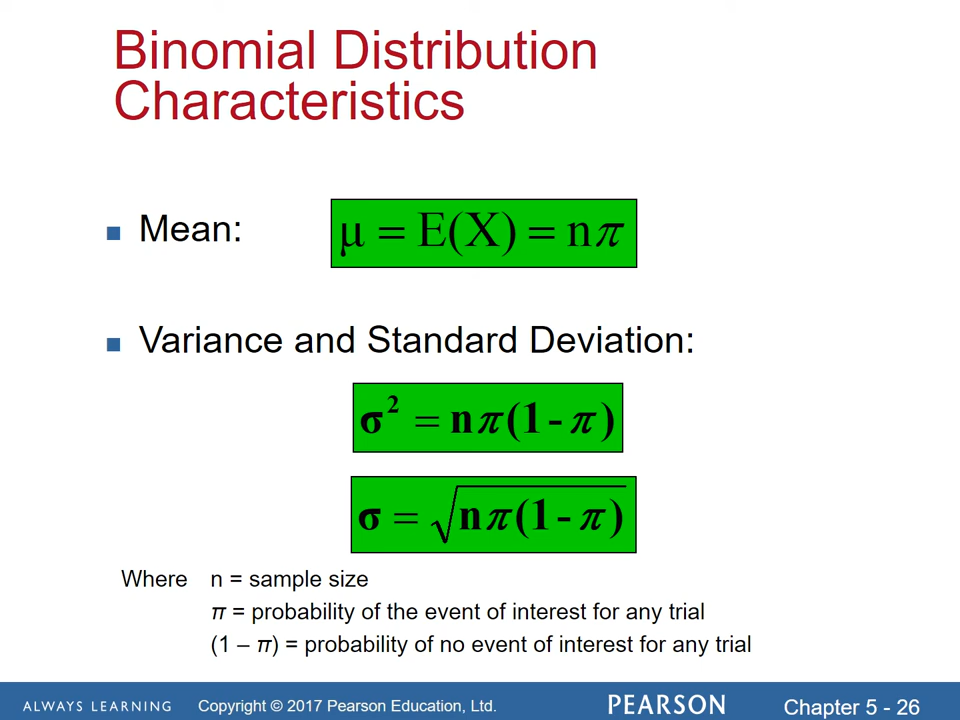 Binomial Distribution
Characteristics
■ Mean:
μ = E(X) = nπ
■ Variance and Standard Deviation:
σ² = nπ(1 - π)
σ = √nπ(1 - π)
Where n = sample size
π = probability of the event of interest for any trial
(1 – π) = probability of no event of interest for any trial
ALWAYS LEARNING Copyright © 2017 Pearson Education, Ltd. PEARSON Chapter 5 - 26